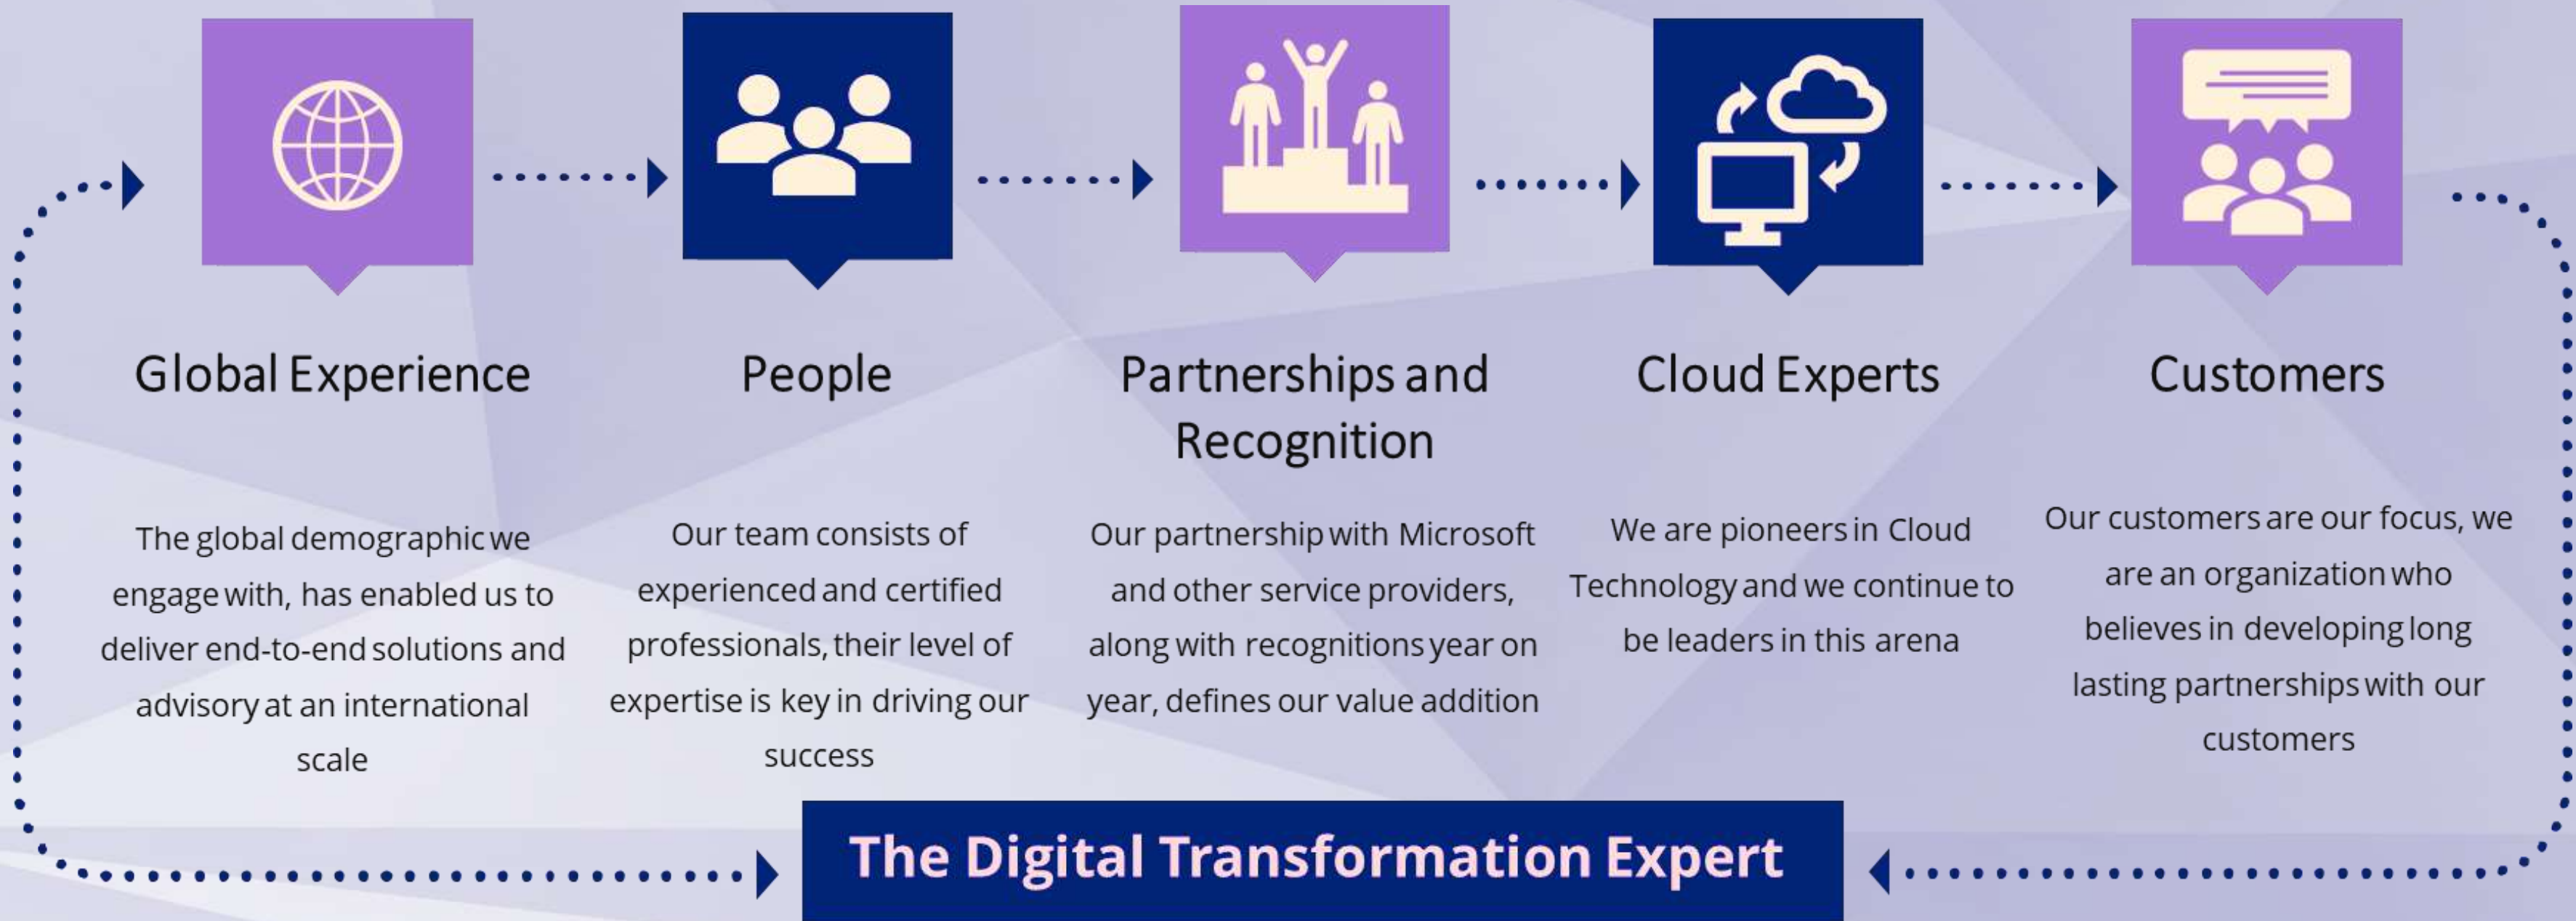 Global Experience
The global demographic we
engage with, has enabled us to
deliver end-to-end solutions and
advisory at an international
scale
People
Our team consists of
experienced and certified
professionals, their level of
expertise is key in driving our
success
Partnerships and
Recognition
Our partnership with Microsoft
and other service providers,
along with recognitions year on
year, defines our value addition
Cloud Experts
We are pioneers in Cloud
Technology and we continue to
be leaders in this arena
Customers
Our customers are our focus, we
are an organization who
believes in developing long
lasting partnerships with our
customers
The Digital Transformation Expert